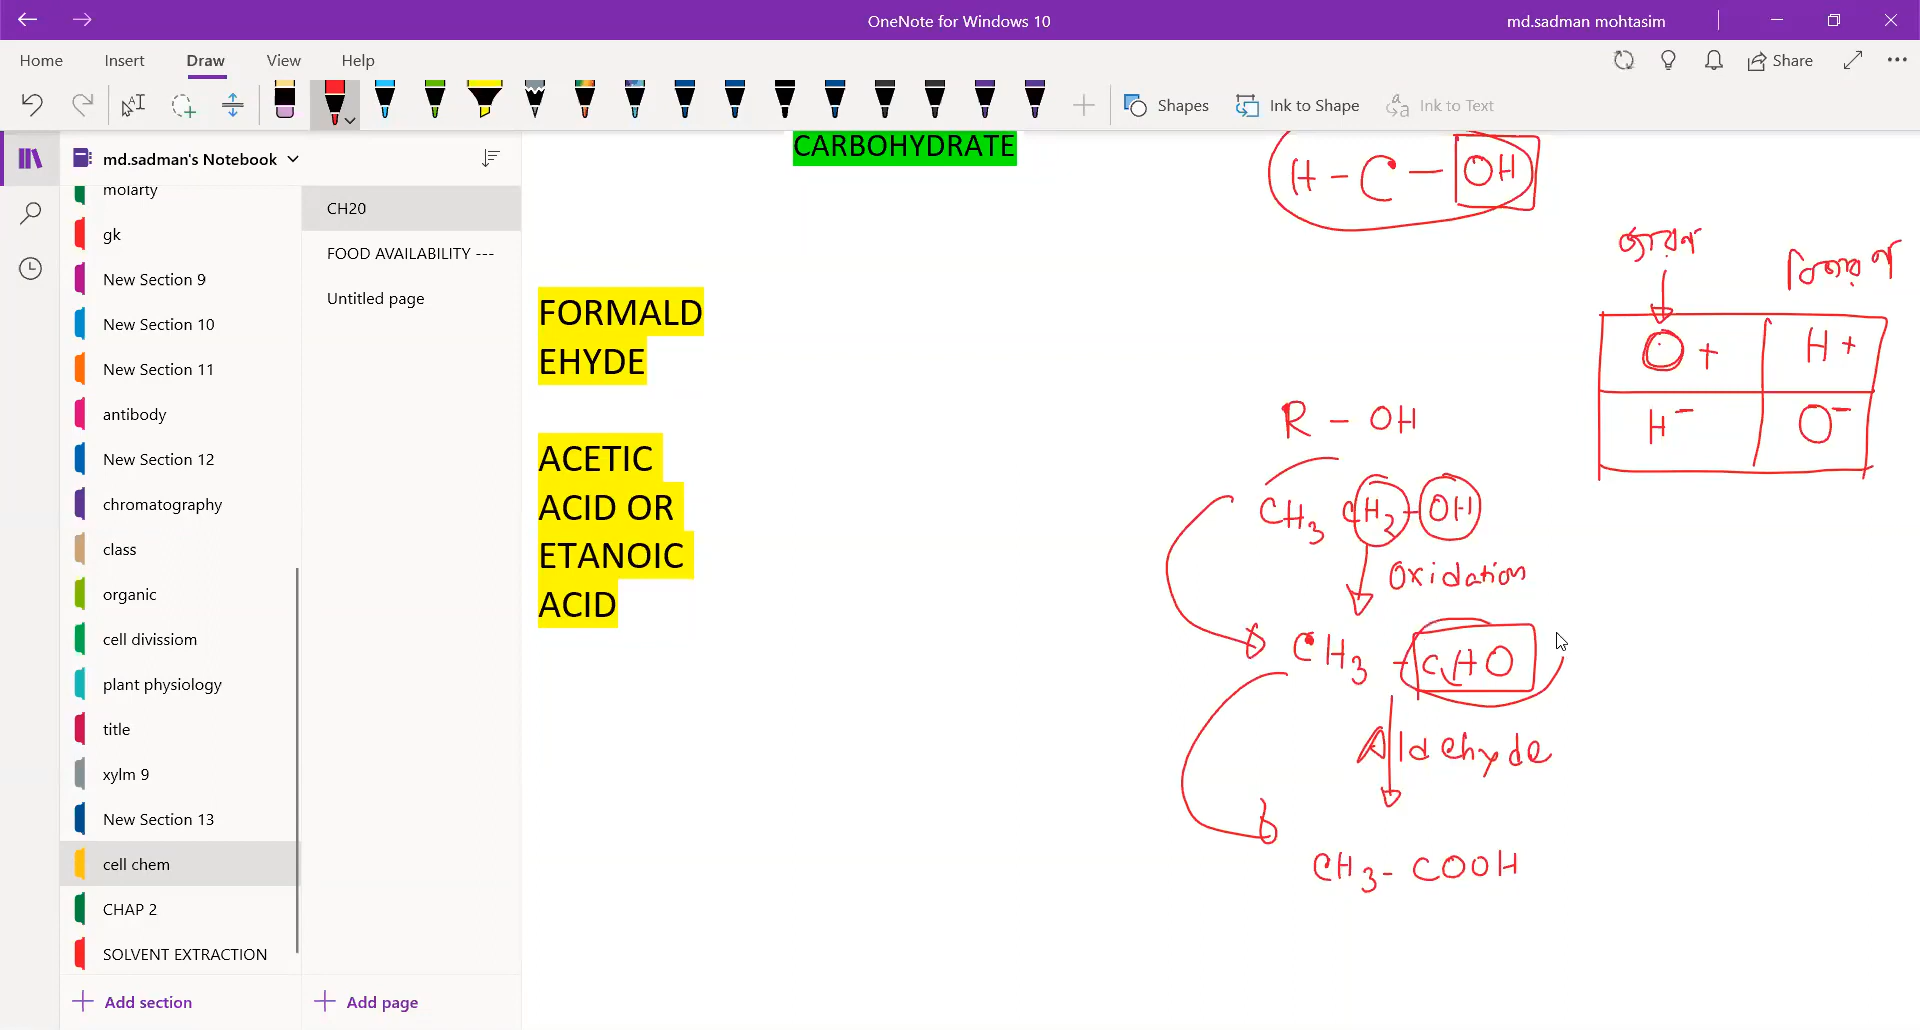 OneNote for Windows 10
md.sadman mohtasim
Home Insert Draw View Help
Share
Shapes Ink to Shape Ink to Text
md.sadman's Notebook
molarty
gk
New Section 9
New Section 10
New Section 11
antibody
New Section 12
chromatography
class
organic
cell divissiom
plant physiology
title
xylm 9
New Section 13
cell chem
CHAP 2
SOLVENT EXTRACTION
Add section
CH20
FOOD AVAILABILITY ---
Untitled page
Add page
CARBOHYDRATE
FORMALD
EHYDE
ACETIC
ACID OR
ETANOIC
ACID
H - C - OH
জারন
বিজারন
O + H +
H - O -
R - OH
CH3 CH2 - OH
Oxidation
CH3 - CHO
Aldehyde
CH3 - COOH